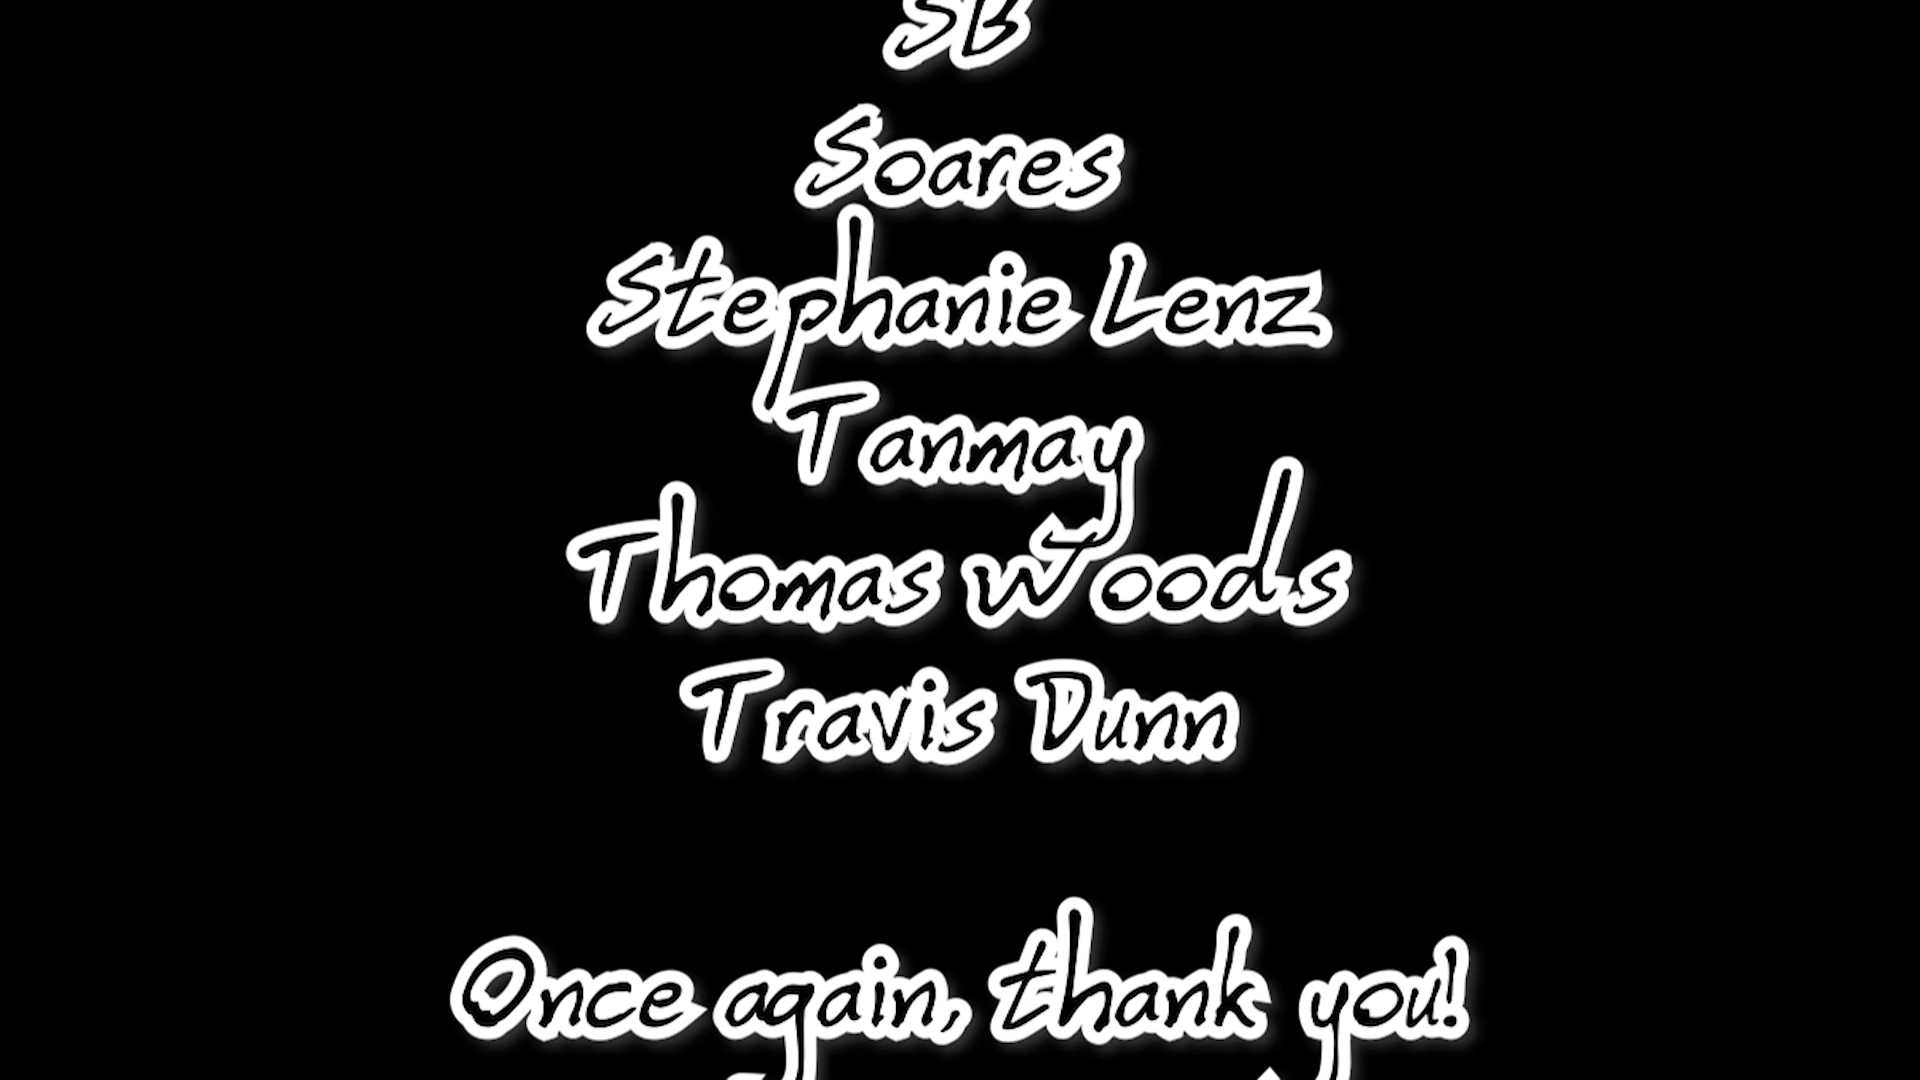 SB
Soares
Stephanie Lenz
Tanmay
Thomas Woods
Travis Dunn
Once again, thank you!